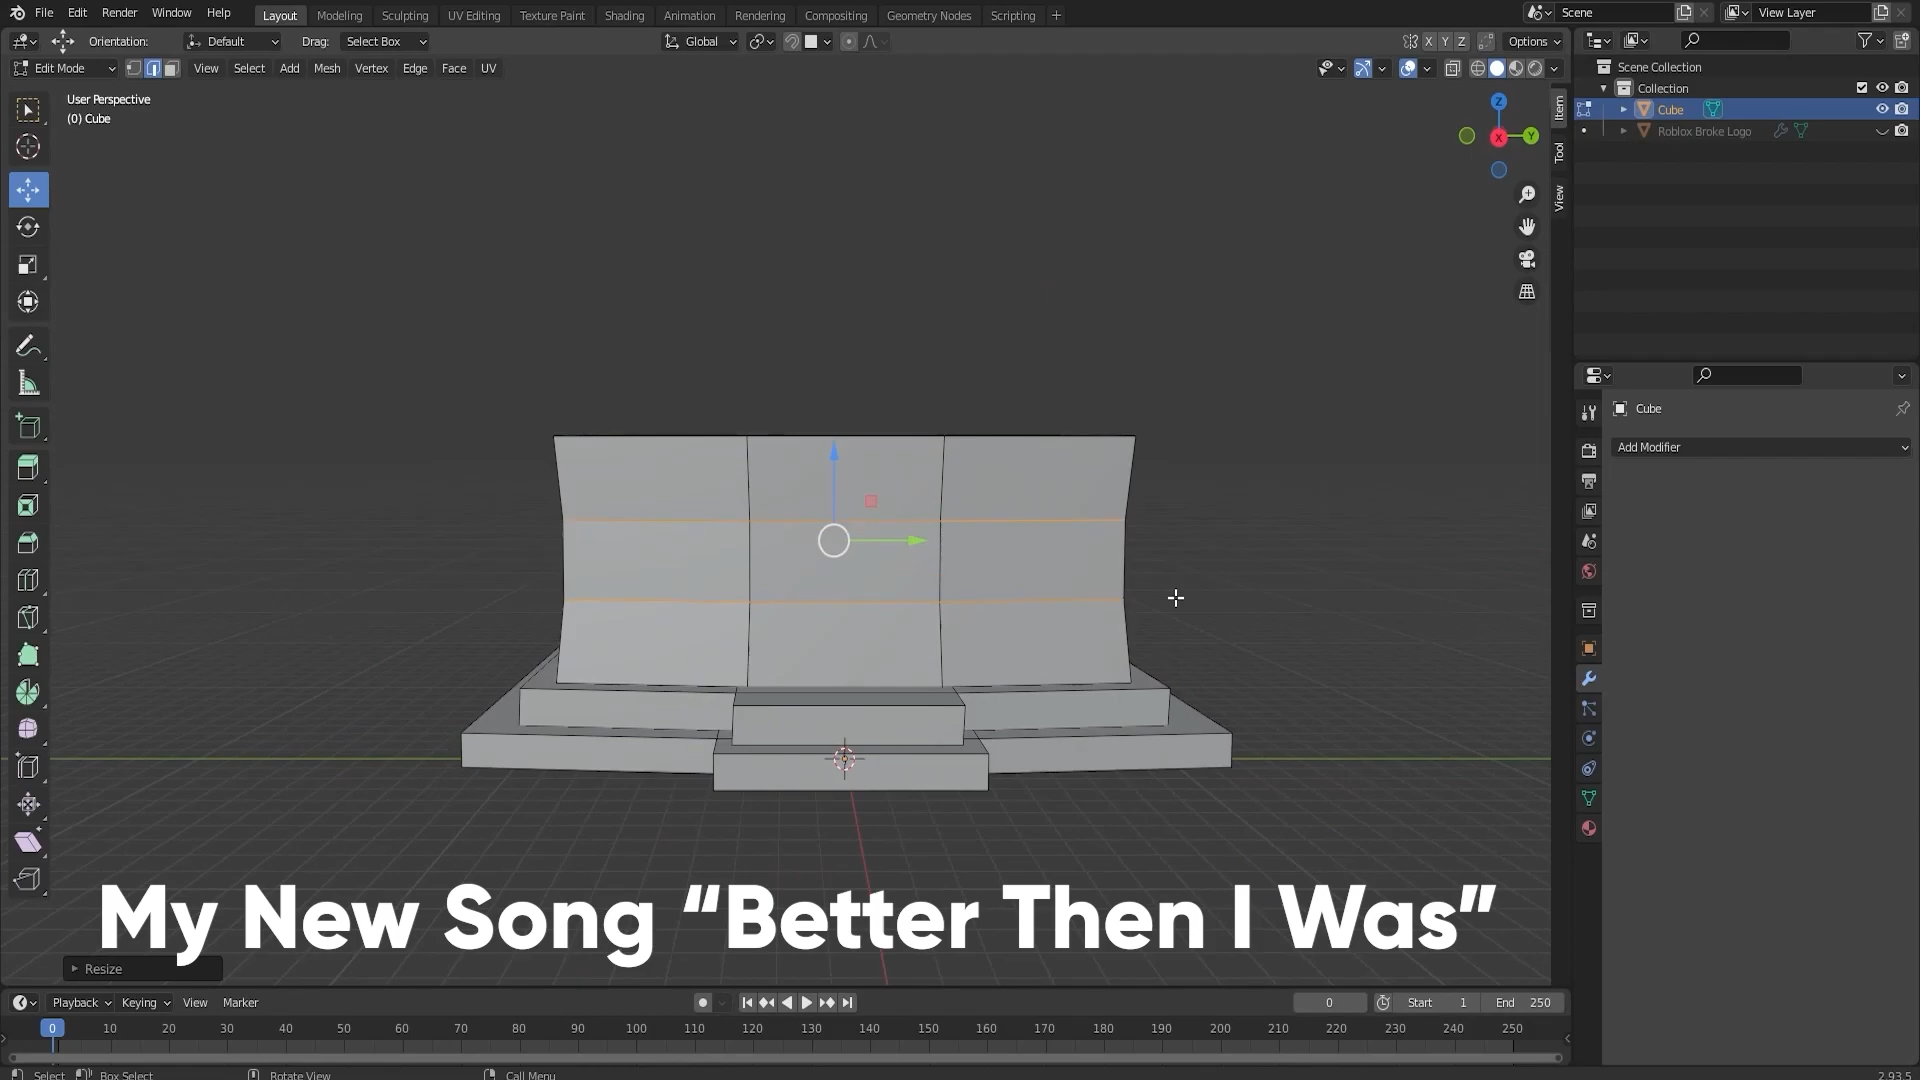 File Edit Render Window Help Layout Modeling Sculpting UV Editing Texture Paint Shading Animation Rendering Compositing Geometry Nodes Scripting + Scene View Layer
Orientation: Default Drag: Select Box Global X Y Z Options
Edit Mode View Select Add Mesh Vertex Edge Face UV
User Perspective
(0) Cube
Z
X
Y
Item
Tool
View
Scene Collection
Collection
Cube
Roblox Broke Logo
Cube
Add Modifier
My New Song “Better Then I Was”
Resize
Playback Keying View Marker 0 Start 1 End 250
0 10 20 30 40 50 60 70 80 90 100 110 120 130 140 150 160 170 180 190 200 210 220 230 240 250
Select Box Select Rotate View Call Menu 2.93.5